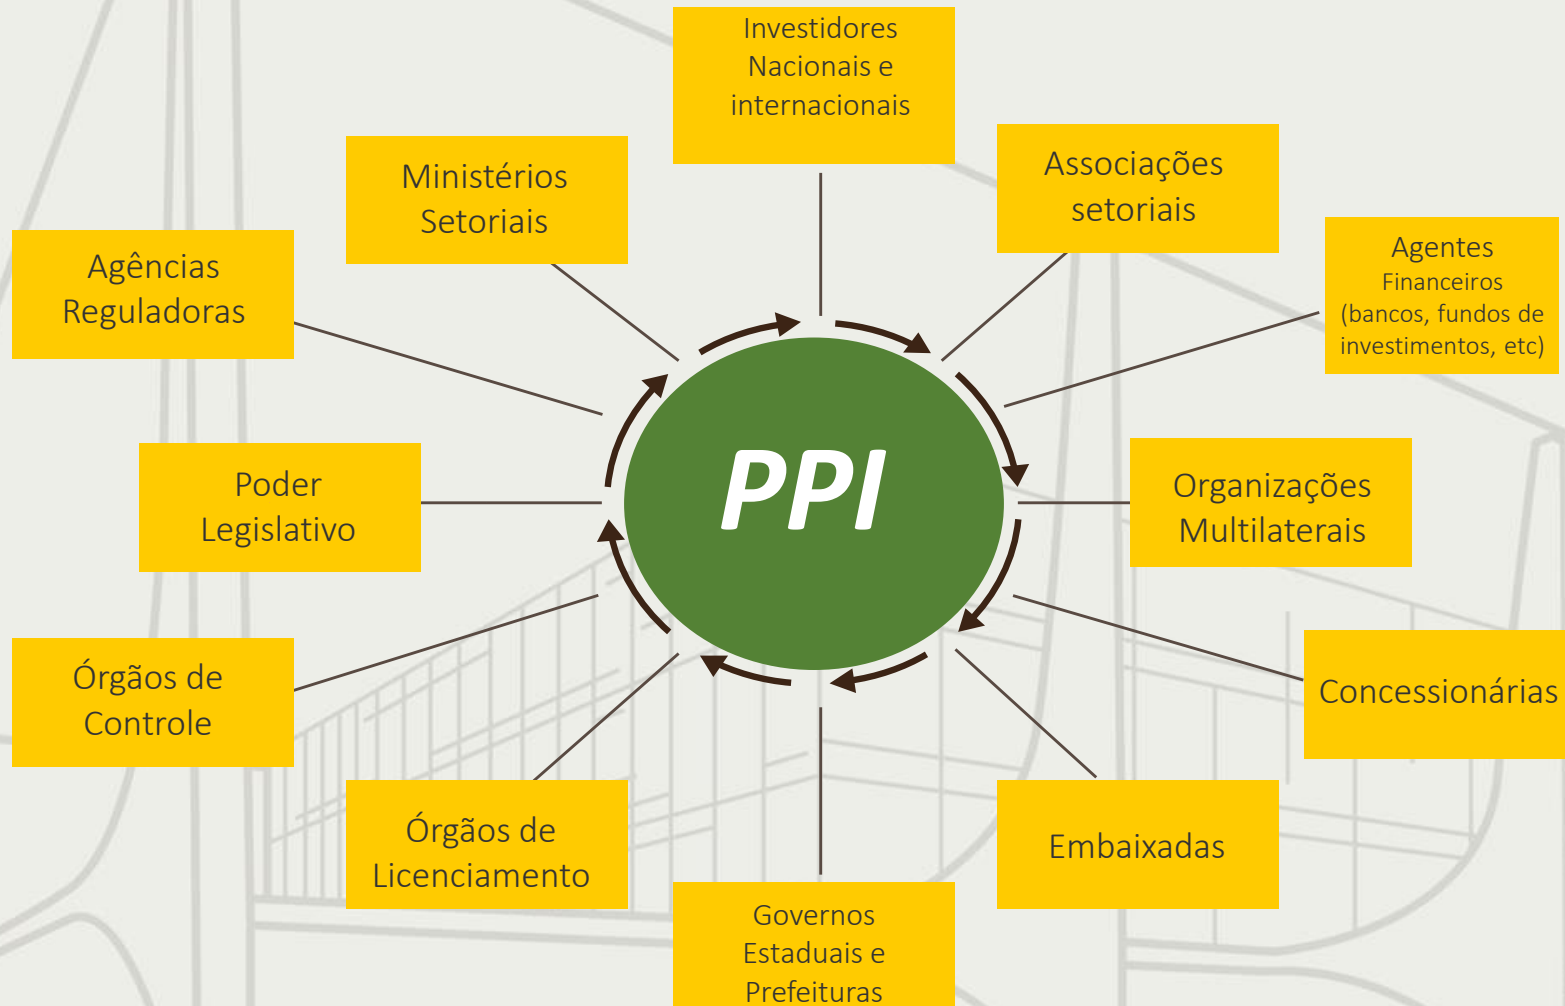 Investidores
Nacionais e
internacionais
Ministérios
Setoriais
Associações
setoriais
Agências
Reguladoras
Agentes
Financeiros
(bancos, fundos de
investimentos, etc)
PPI
Poder
Legislativo
Organizações
Multilaterais
Órgãos de
Controle
Concessionárias
Órgãos de
Licenciamento
Embaixadas
Governos
Estaduais e
Prefeituras